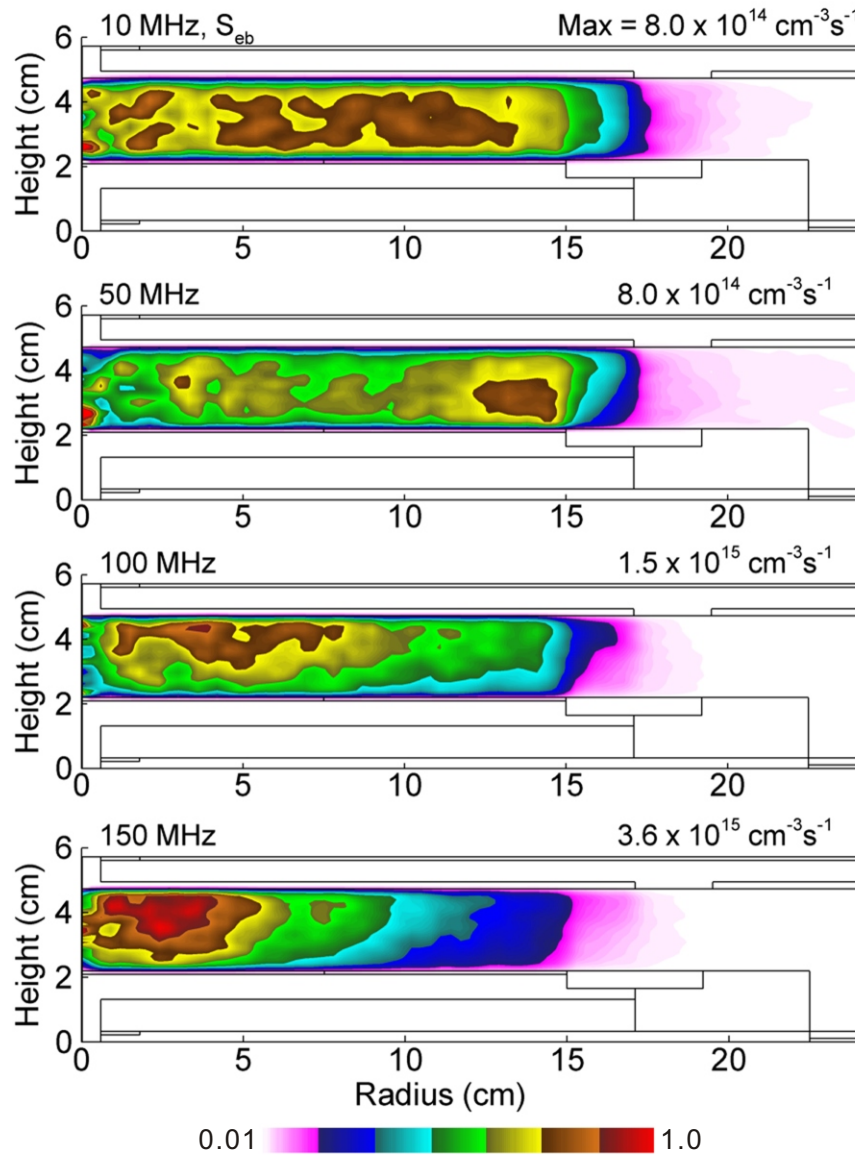 10 MHz, S_eb Max = 8.0 x 10^14 cm^-3s^-1
Height (cm)
6
4
2
0
0 5 10 15 20
50 MHz 8.0 x 10^14 cm^-3s^-1
Height (cm)
6
4
2
0
0 5 10 15 20
100 MHz 1.5 x 10^15 cm^-3s^-1
Height (cm)
6
4
2
0
0 5 10 15 20
150 MHz 3.6 x 10^15 cm^-3s^-1
Height (cm)
6
4
2
0
0 5 10 15 20
Radius (cm)
0.01 1.0